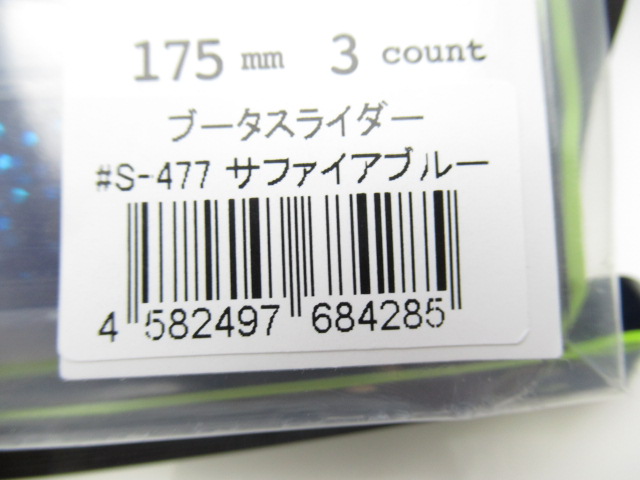 175 mm 3 count
ブータスライダー
#S-477 サファイアブルー
4 582497 684285